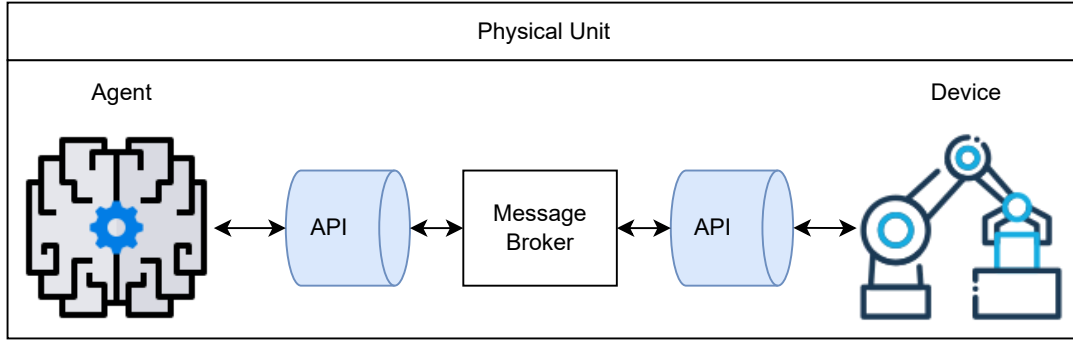 Physical Unit
Agent
Device
API
Message
Broker
API